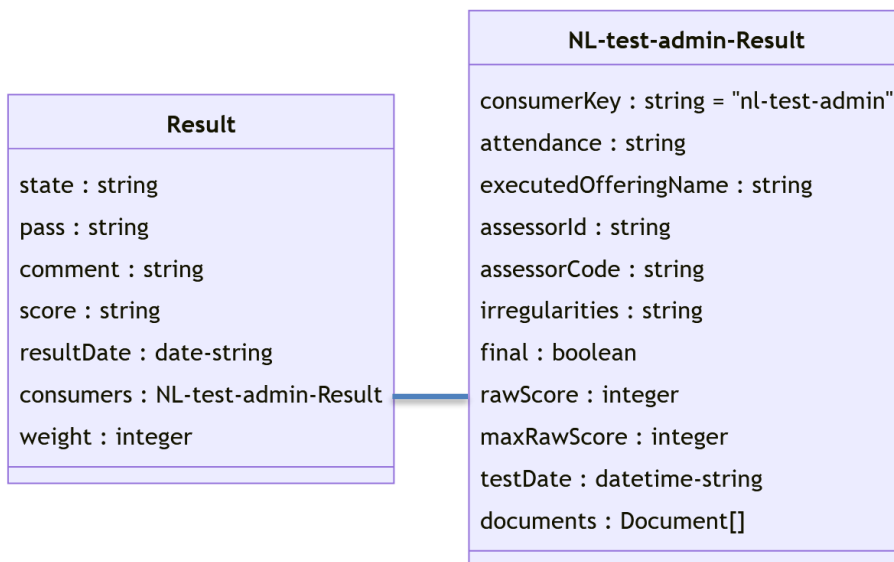 Result
state : string
pass : string
comment : string
score : string
resultDate : date-string
consumers : NL-test-admin-Result
weight : integer
NL-test-admin-Result
consumerKey : string = "nl-test-admin"
attendance : string
executedOfferingName : string
assessorId : string
assessorCode : string
irregularities : string
final : boolean
rawScore : integer
maxRawScore : integer
testDate : datetime-string
documents : Document[]